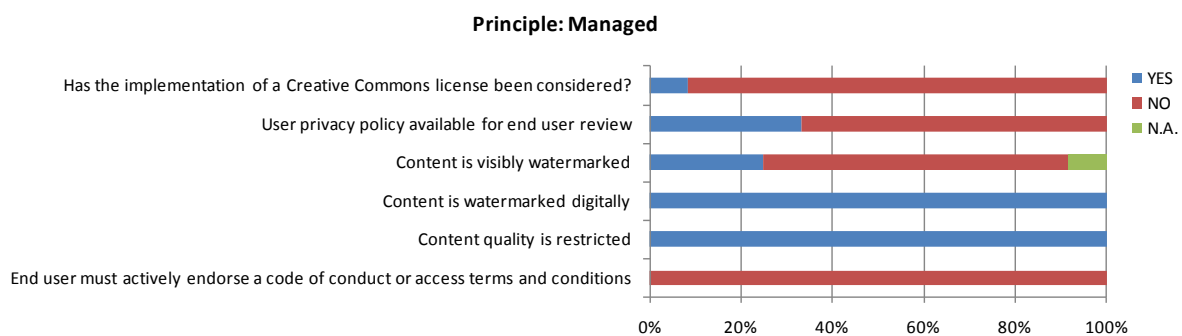 Principle: Managed
Has the implementation of a Creative Commons license been considered?
User privacy policy available for end user review
Content is visibly watermarked
Content is watermarked digitally
Content quality is restricted
End user must actively endorse a code of conduct or access terms and conditions
YES
NO
N.A.
0% 20% 40% 60% 80% 100%